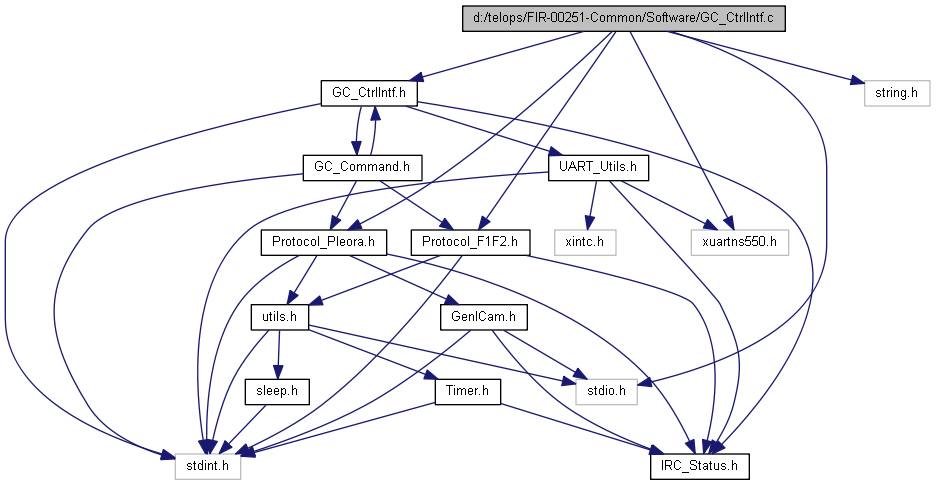 d:/telops/FIR-00251-Common/Software/GC_CtrlIntf.c
GC_CtrlIntf.h
string.h
GC_Command.h
UART_Utils.h
Protocol_Pleora.h
Protocol_F1F2.h
xintc.h
xuartns550.h
utils.h
GenICam.h
sleep.h
Timer.h
stdio.h
stdint.h
IRC_Status.h